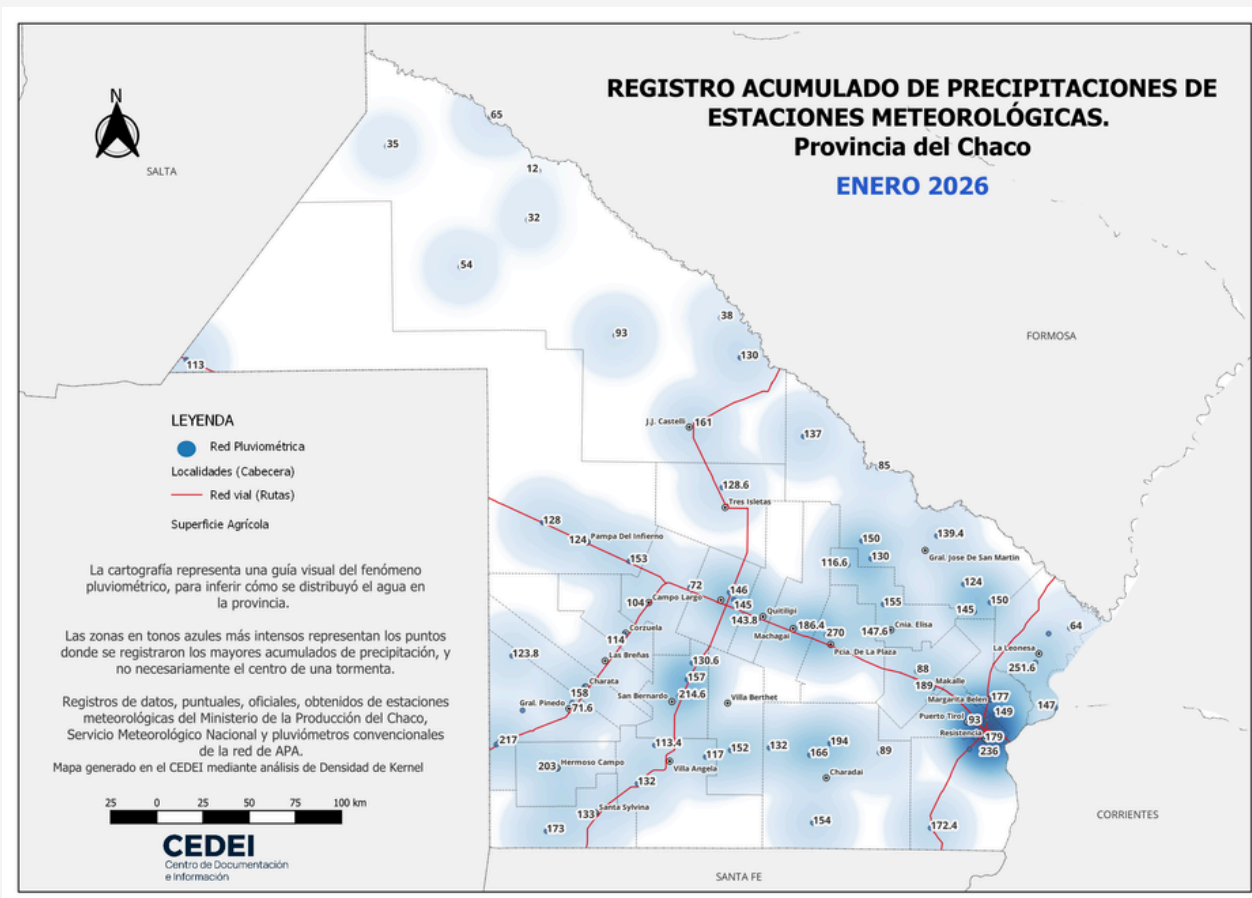 REGISTRO ACUMULADO DE PRECIPITACIONES DE
ESTACIONES METEOROLÓGICAS.
Provincia del Chaco
ENERO 2026
N
SALTA
FORMOSA
CORRIENTES
SANTA FE
65
35
12
32
54
93
38
130
113
J.J. Castelli 161
137
85
128.6
Tres Isletas
128
124 Pampa Del Infierno
153
150
139.4
130
116.6
Gral. Jose De San Martin
72
146
145
104 Campo Largo
124
150
145
155
143.8
Quitilipi
Machagai
186.4
270
147.6 Cnia. Elisa
Pcia. De La Plaza
64
114 Corzuela
123.8
Las Breñas
La Leonesa
251.6
130.6
157
88
189 Makalle
Charata
158
71.6
Gral. Pinedo
San Bernardo 214.6
Villa Berthet
Margarita Belen 177
149
147
Puerto Tirol 93
Resistencia 179
236
217
113.4
117
152
132
194
166
89
203 Hermoso Campo
Villa Angela
132
Charadai
133 Santa Sylvina
173
154
172.4
LEYENDA
Red Pluviométrica
Localidades (Cabecera)
Red vial (Rutas)
Superficie Agrícola
La cartografía representa una guía visual del fenómeno
pluviométrico, para inferir cómo se distribuyó el agua en
la provincia.
Las zonas en tonos azules más intensos representan los puntos
donde se registraron los mayores acumulados de precipitación, y
no necesariamente el centro de una tormenta.
Registros de datos, puntuales, oficiales, obtenidos de estaciones
meteorológicas del Ministerio de la Producción del Chaco,
Servicio Meteorológico Nacional y pluviómetros convencionales
de la red de APA.
Mapa generado en el CEDEI mediante análisis de Densidad de Kernel
25 0 25 50 75 100 km
CEDEI
Centro de Documentación
e Información